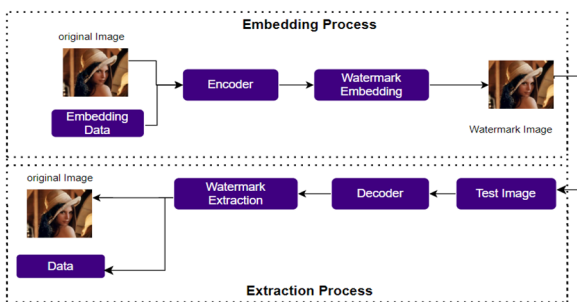 Embedding Process
original Image
Encoder
Watermark
Embedding
Embedding
Data
Watermark Image
original Image
Watermark
Extraction
Decoder
Test Image
Data
Extraction Process